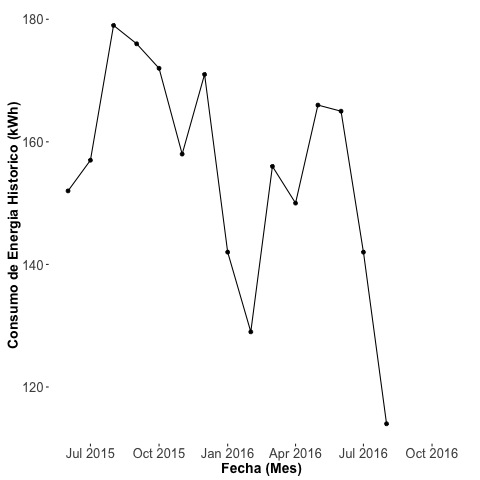 Consumo de Energia Historico (kWh)
180
160
140
120
Jul 2015 Oct 2015 Jan 2016 Apr 2016 Jul 2016 Oct 2016
Fecha (Mes)